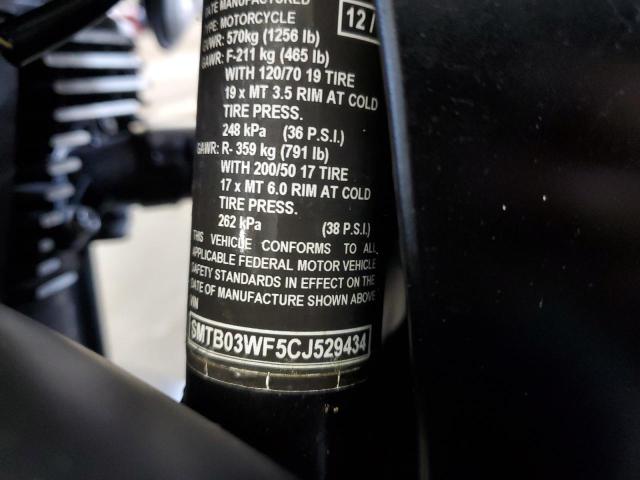 DATE MANUFACTURED 12/
TYPE: MOTORCYCLE
GVWR: 570kg (1256 lb)
GAWR: F-211 kg (465 lb)
WITH 120/70 19 TIRE
19 x MT 3.5 RIM AT COLD
TIRE PRESS.
248 kPa (36 P.S.I.)
GAWR: R- 359 kg (791 lb)
WITH 200/50 17 TIRE
17 x MT 6.0 RIM AT COLD
TIRE PRESS.
262 kPa (38 P.S.I.)
THIS VEHICLE CONFORMS TO ALL
APPLICABLE FEDERAL MOTOR VEHICLE
SAFETY STANDARDS IN EFFECT ON THE
DATE OF MANUFACTURE SHOWN ABOVE
VIN
SMTB03WF5CJ529434